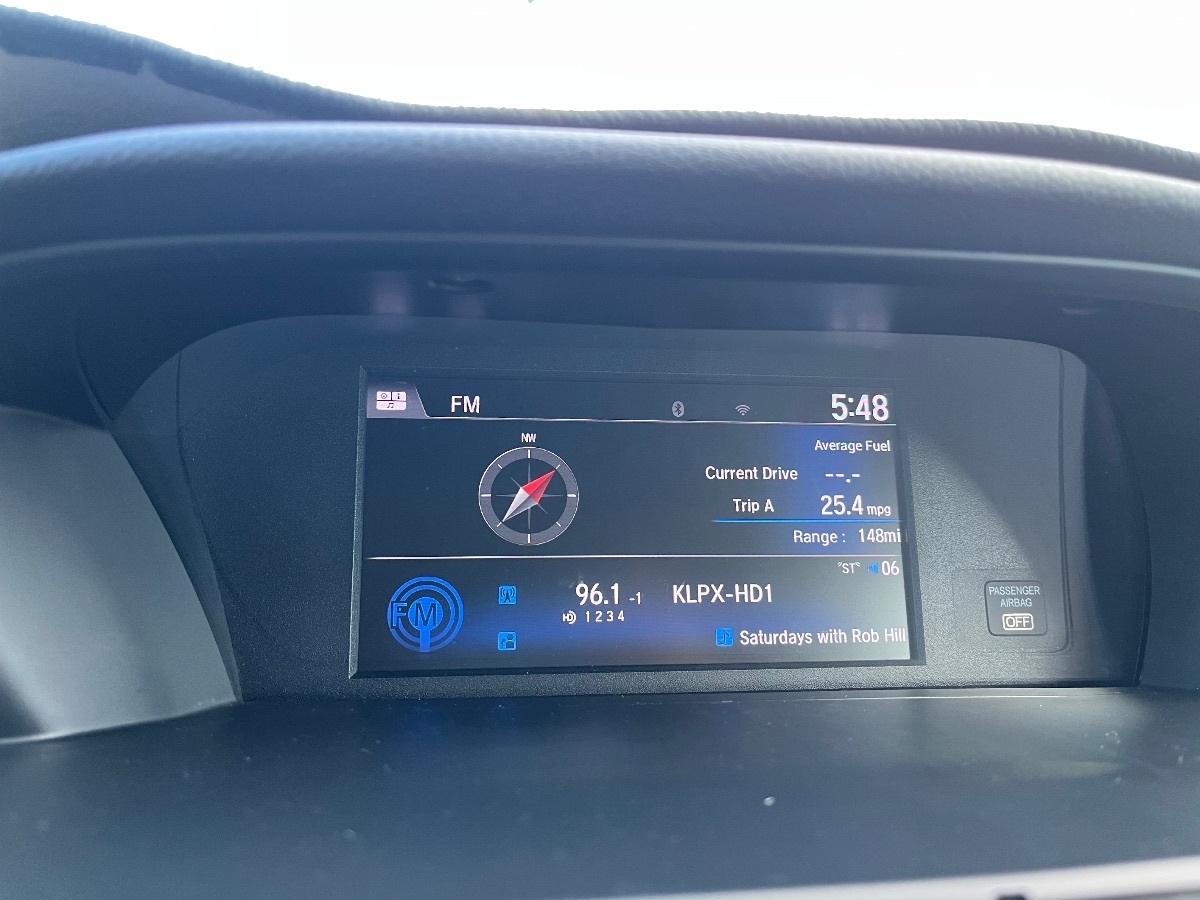 FM
5:48
NW
Average Fuel
Current Drive --.-
Trip A 25.4 mpg
Range : 148mi
"ST" 06
FM
96.1 -1 KLPX-HD1
HD 1 2 3 4
Saturdays with Rob Hill
PASSENGER
AIRBAG
OFF